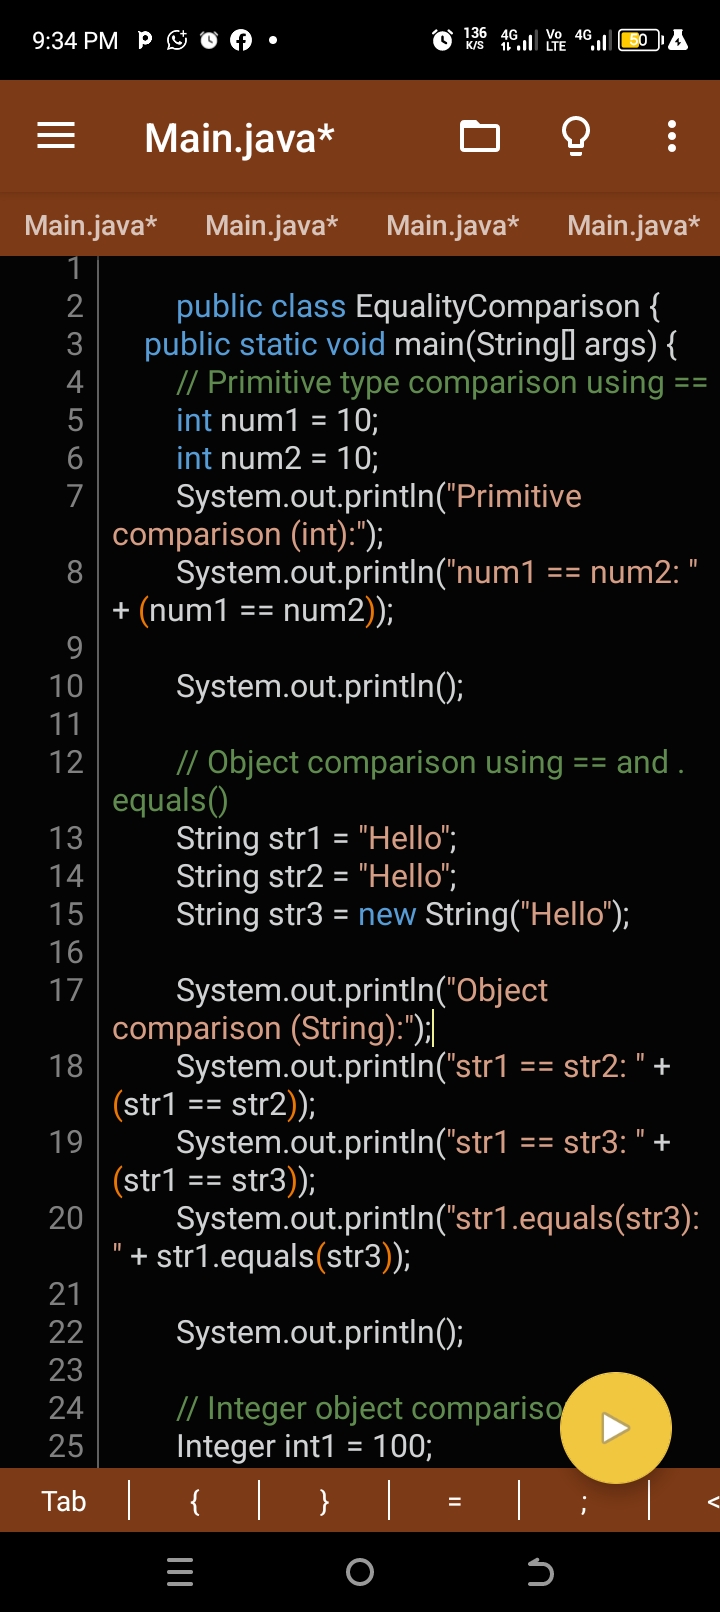 9:34 PM 136 K/S 4G Vo LTE 4G 50
Main.java*
Main.java* Main.java* Main.java* Main.java*
1
2 public class EqualityComparison {
3 public static void main(String[] args) {
4 // Primitive type comparison using ==
5 int num1 = 10;
6 int num2 = 10;
7 System.out.println("Primitive
comparison (int):");
8 System.out.println("num1 == num2: "
+ (num1 == num2));
9
10 System.out.println();
11
12 // Object comparison using == and .
equals()
13 String str1 = "Hello";
14 String str2 = "Hello";
15 String str3 = new String("Hello");
16
17 System.out.println("Object
comparison (String):");
18 System.out.println("str1 == str2: " +
(str1 == str2));
19 System.out.println("str1 == str3: " +
(str1 == str3));
20 System.out.println("str1.equals(str3):
" + str1.equals(str3));
21
22 System.out.println();
23
24 // Integer object compariso
25 Integer int1 = 100;
Tab { } = ; <